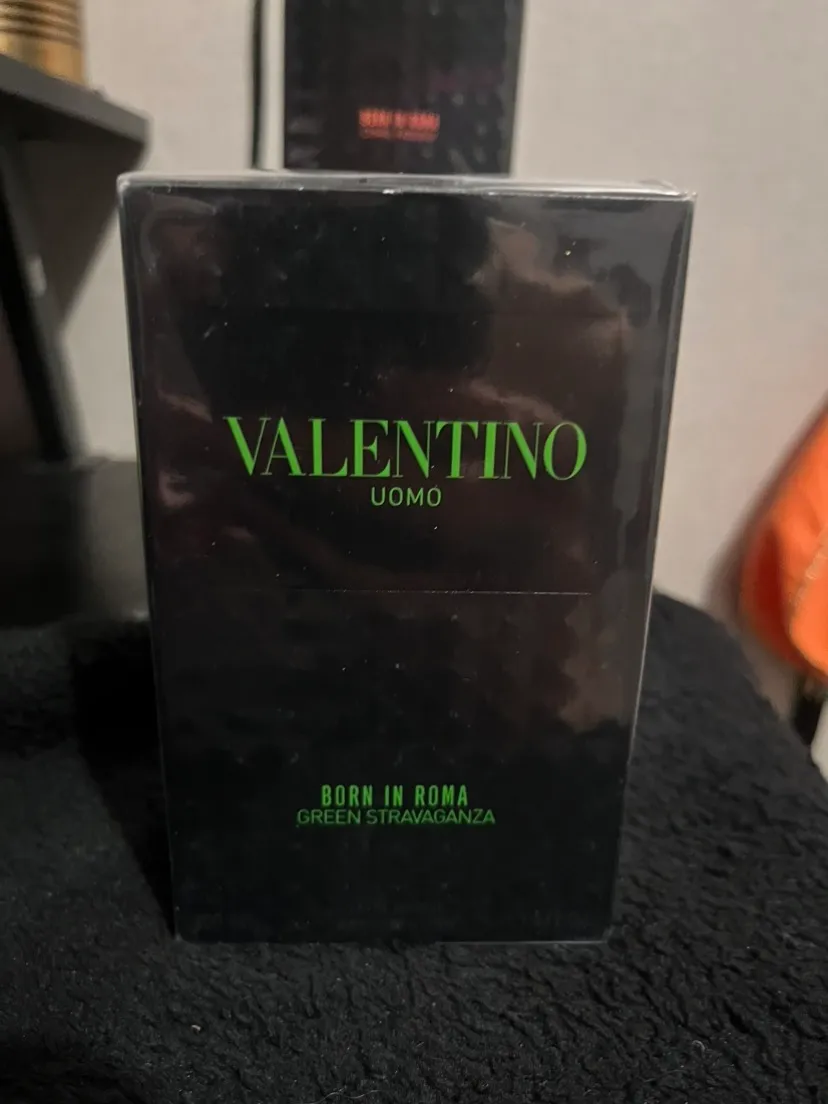 VALENTINO
UOMO
BORN IN ROMA
GREEN STRAVAGANZA